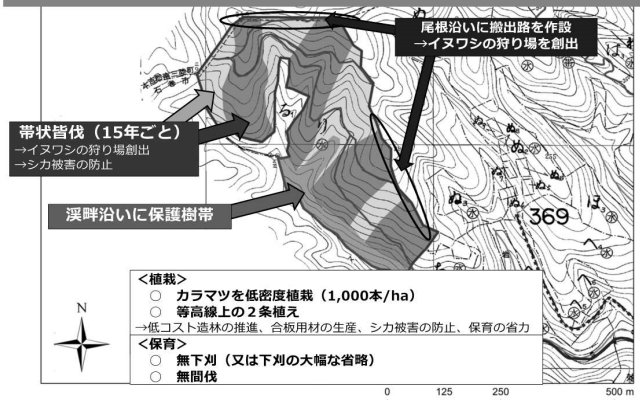 尾根沿いに搬出路を作設
→イヌワシの狩り場を創出
石巻市
帯状皆伐（15年ごと）
→イヌワシの狩り場創出
→シカ被害の防止
渓畔沿いに保護樹帯
り
369
<植栽>
○ カラマツを低密度植栽（1,000本/ha）
○ 等高線上の２条植え
→低コスト造林の推進、合板用材の生産、シカ被害の防止、保育の省力
<保育>
○ 無下刈（又は下刈の大幅な省略）
○ 無間伐
N
0 125 250 500 m